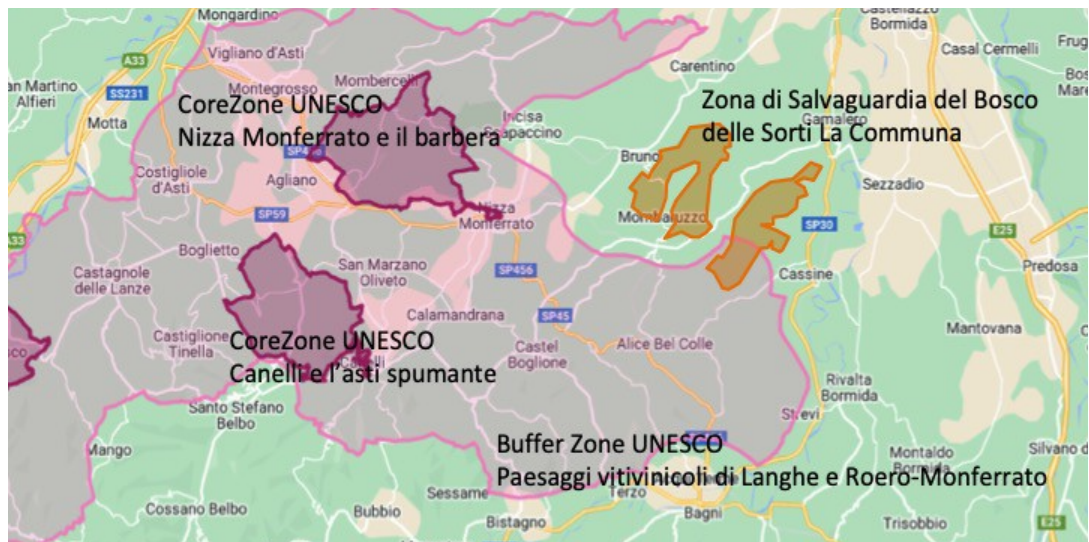 Mongardino
Castellazzo
Bormida
Vigliano d'Asti
A33
Mombercelli
Carentino
Casal Cermelli
San Martino
Alfieri
SS231
Montegrosso
CoreZone UNESCO
Nizza Monferrato e il barbera
Zona di Salvaguardia del Bosco
delle Sorti La Communa
Gamalero
Motta
Incisa
Scapaccino
Bruno
Costigliole
d'Asti
Agliano
Sezzadio
SP59
Nizza
Monferrato
Mombaruzzo
SP30
E25
A33
Boglietto
San Marzano
Oliveto
SP456
Cassine
Predosa
Castagnole
delle Lanze
Calamandrana
SP45
Mantovana
Castiglione
Tinella
CoreZone UNESCO
Canelli e l'asti spumante
Canelli
Castel
Boglione
Alice Bel Colle
Rivalta
Bormida
Santo Stefano
Belbo
Strevi
Mango
Buffer Zone UNESCO
Paesaggi vitivinicoli di Langhe e Roero-Monferrato
Montaldo
Bormida
Silvano d
Sessame
Terzo
Cossano Belbo
Bubbio
Bistagno
Bagni
Trisobbio
E25